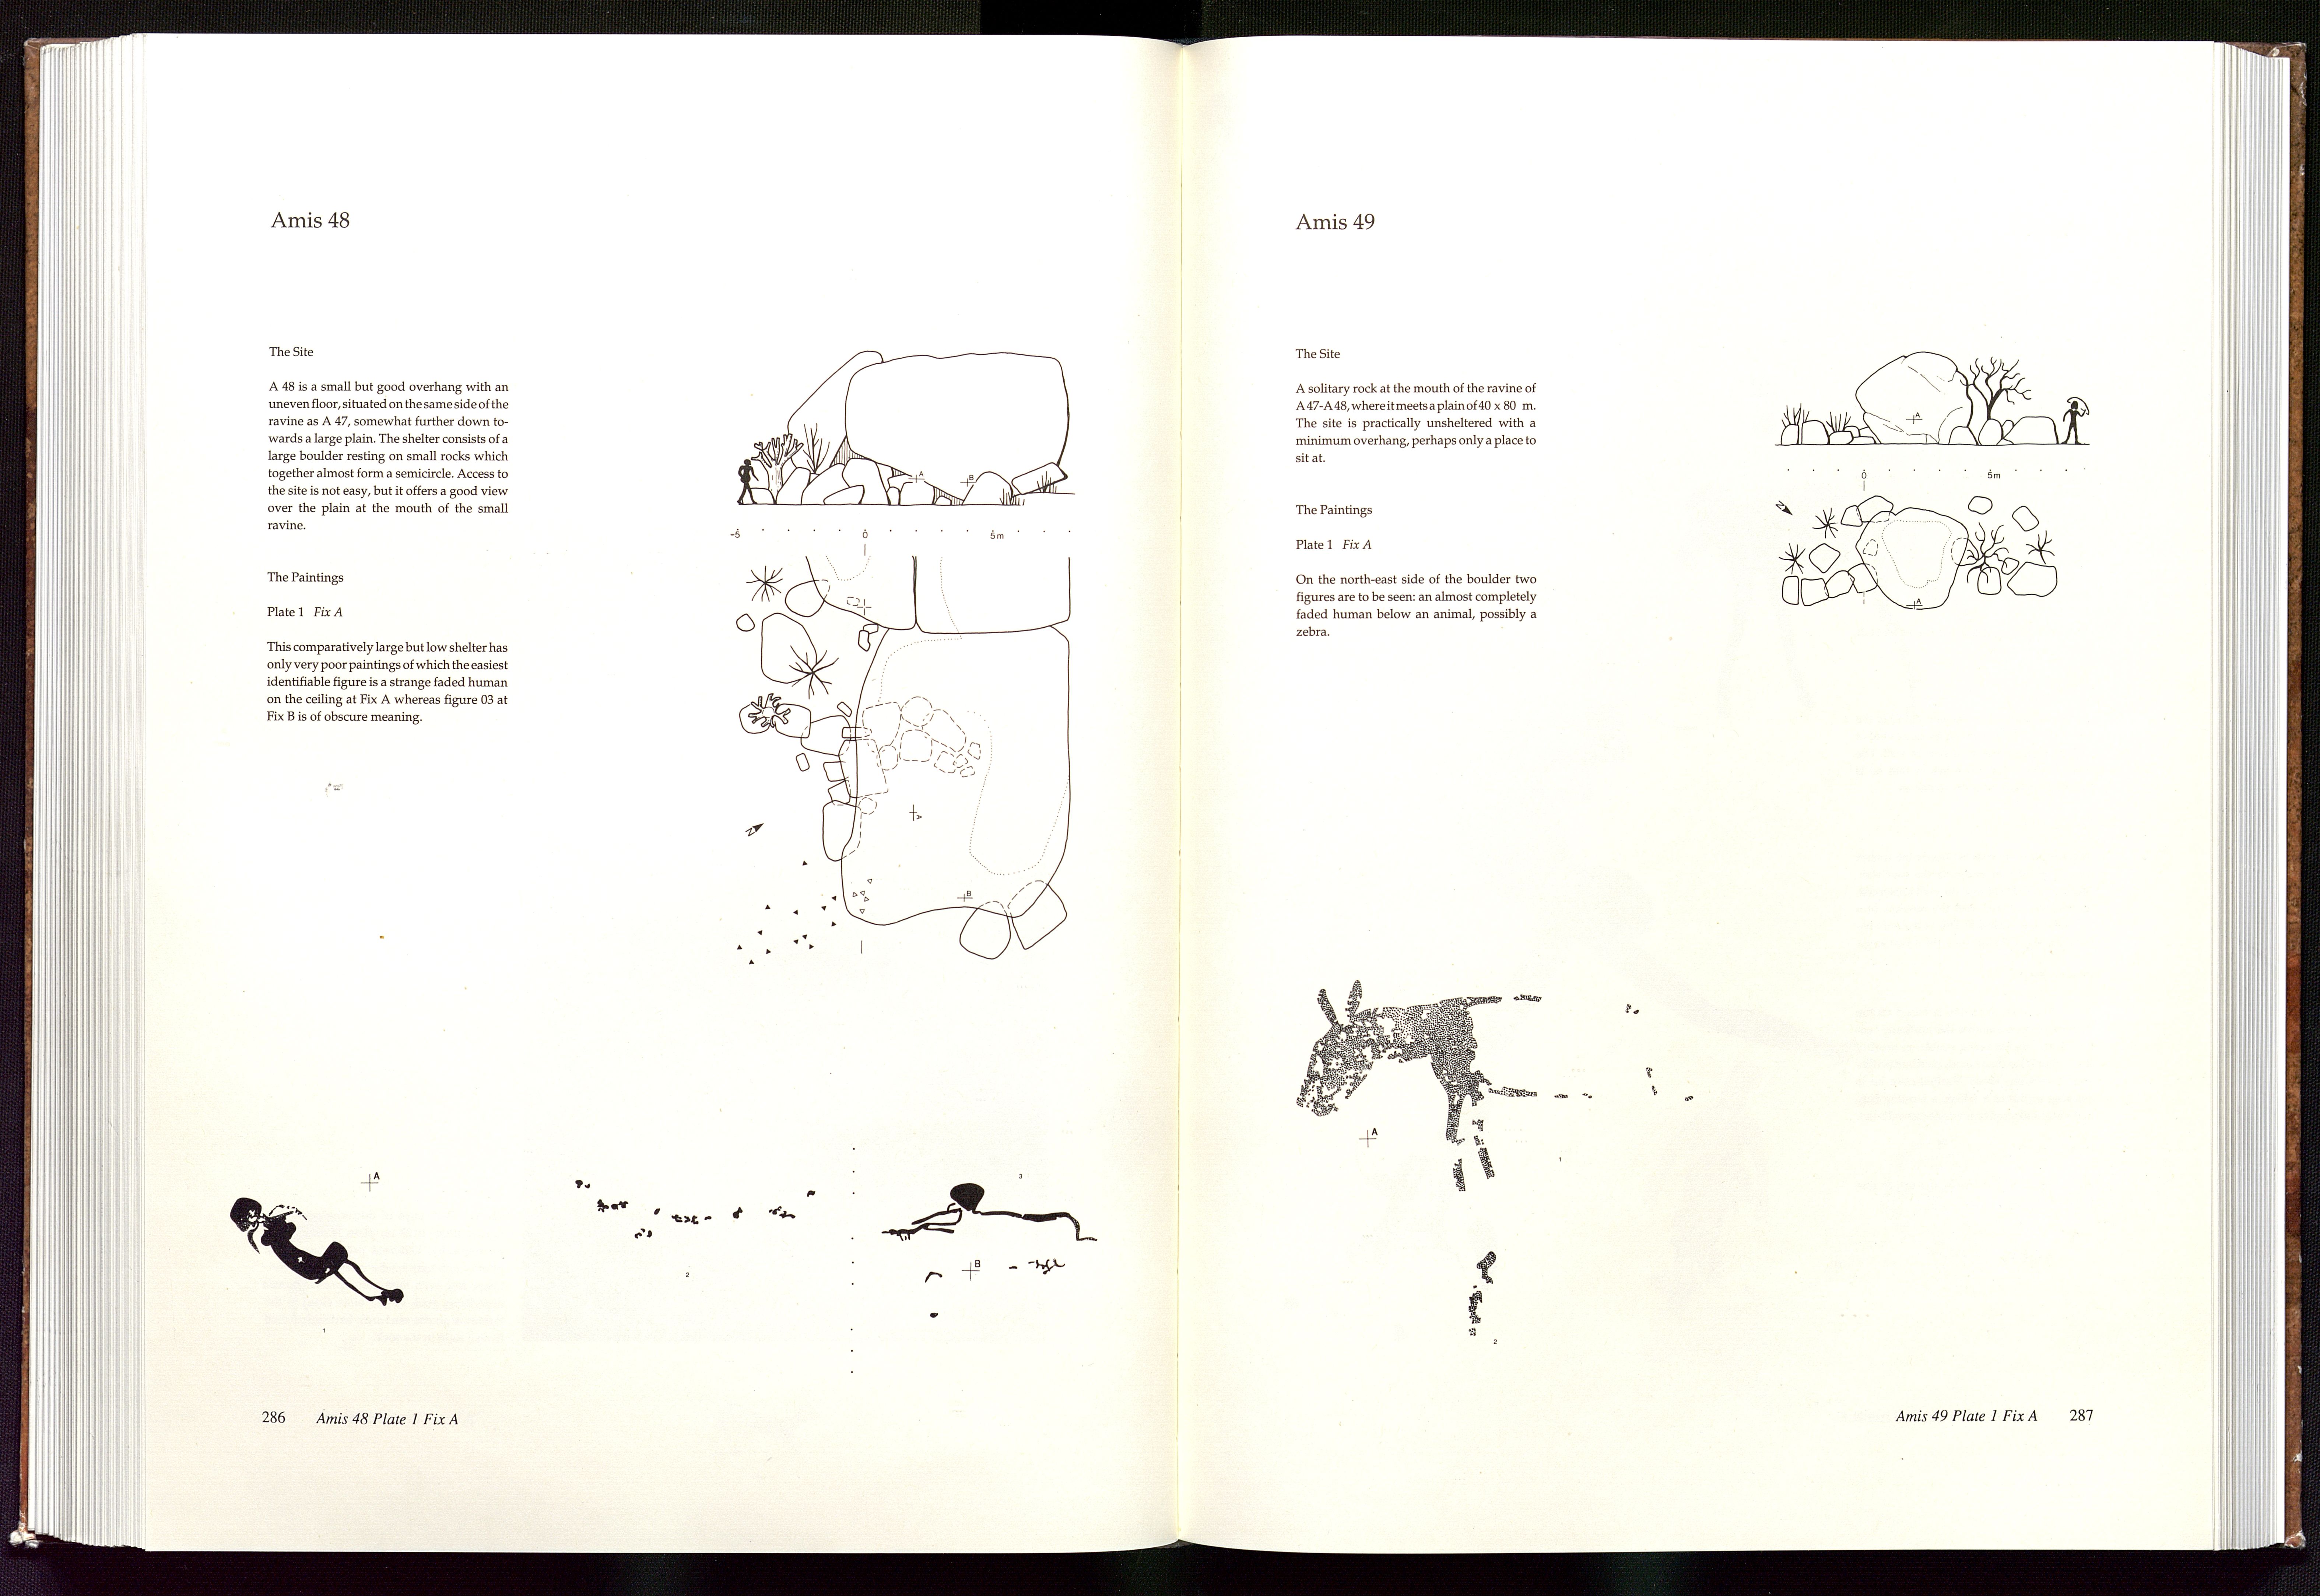 Amis 48
The Site
A 48 is a small but good overhang with an
uneven floor, situated on the same side of the
ravine as A 47, somewhat further down to-
wards a large plain. The shelter consists of a
large boulder resting on small rocks which
together almost form a semicircle. Access to
the site is not easy, but it offers a good view
over the plain at the mouth of the small
ravine.
The Paintings
Plate 1 Fix A
This comparatively large but low shelter has
only very poor paintings of which the easiest
identifiable figure is a strange faded human
on the ceiling at Fix A whereas figure 03 at
Fix B is of obscure meaning.
A
B
-5
0
5m
N
A
B
A
1
2
3
B
286 Amis 48 Plate 1 Fix A
Amis 49
The Site
A solitary rock at the mouth of the ravine of
A 47-A 48, where it meets a plain of 40 x 80 m.
The site is practically unsheltered with a
minimum overhang, perhaps only a place to
sit at.
The Paintings
Plate 1 Fix A
On the north-east side of the boulder two
figures are to be seen: an almost completely
faded human below an animal, possibly a
zebra.
A
0
5m
N
A
A
1
2
Amis 49 Plate 1 Fix A 287